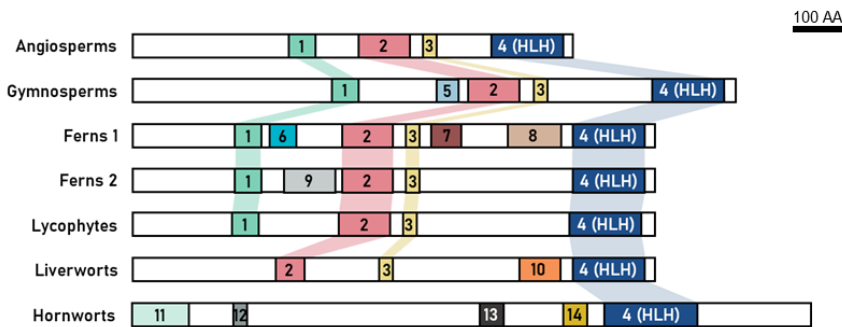 100 AA
Angiosperms 1 2 3 4 (HLH)
Gymnosperms 1 5 2 3 4 (HLH)
Ferns 1 1 6 2 3 7 8 4 (HLH)
Ferns 2 1 9 2 3 4 (HLH)
Lycophytes 1 2 3 4 (HLH)
Liverworts 2 3 10 4 (HLH)
Hornworts 11 12 13 14 4 (HLH)